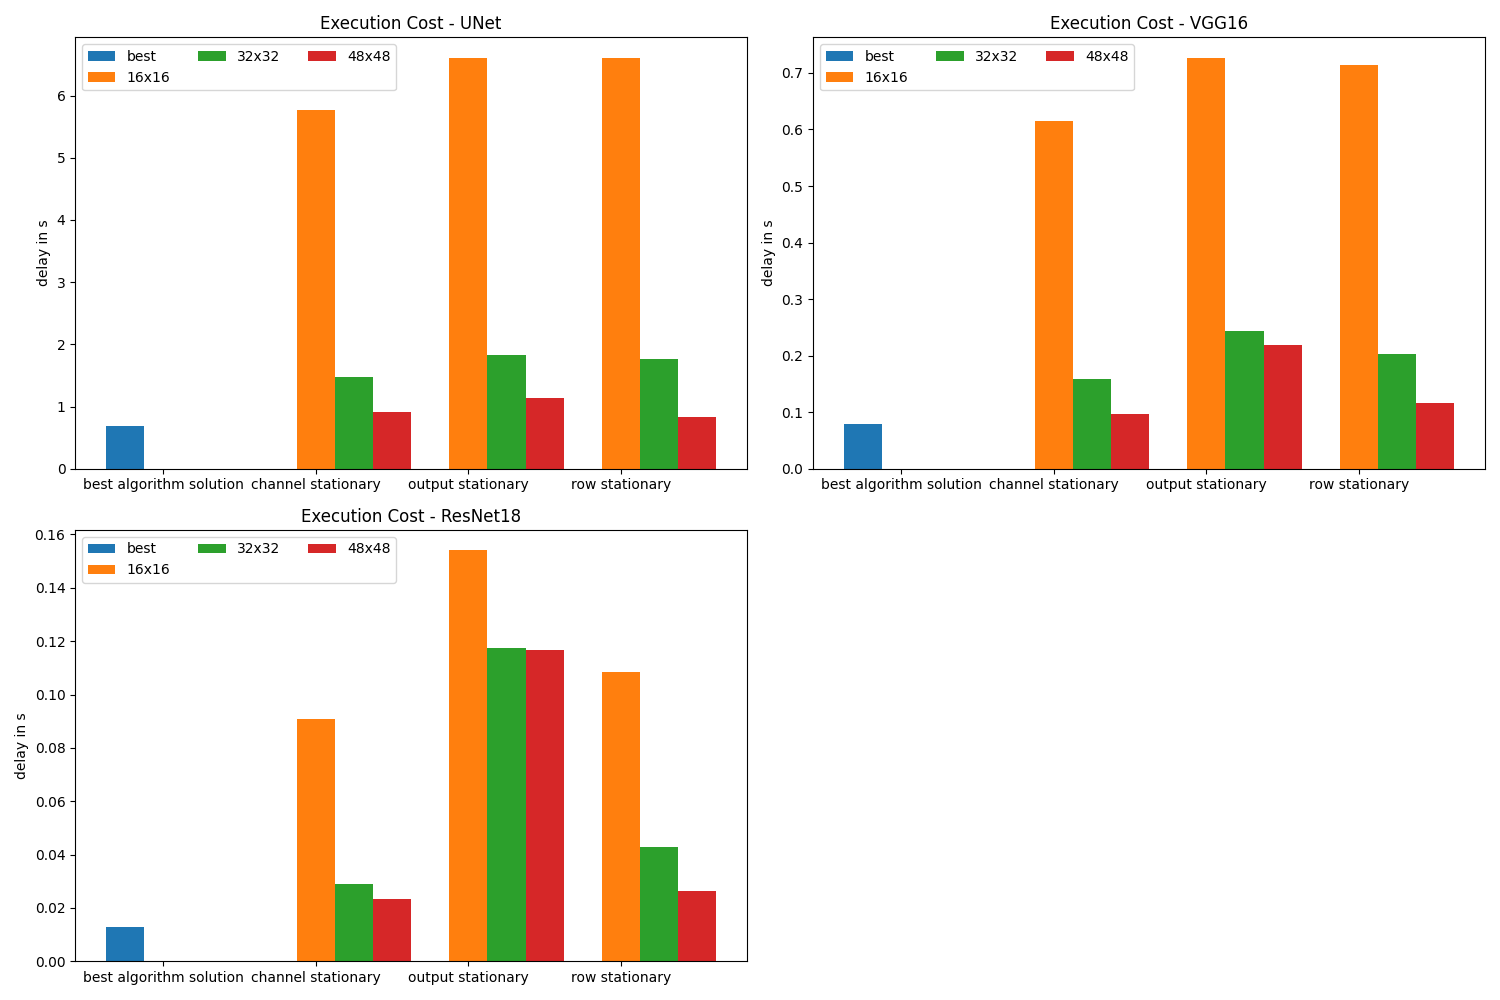 Execution Cost - UNet
best 32x32 48x48
16x16
delay in s
6
5
4
3
2
1
0
best algorithm solution channel stationary output stationary row stationary
Execution Cost - VGG16
best 32x32 48x48
16x16
delay in s
0.7
0.6
0.5
0.4
0.3
0.2
0.1
0.0
best algorithm solution channel stationary output stationary row stationary
Execution Cost - ResNet18
best 32x32 48x48
16x16
delay in s
0.16
0.14
0.12
0.10
0.08
0.06
0.04
0.02
0.00
best algorithm solution channel stationary output stationary row stationary